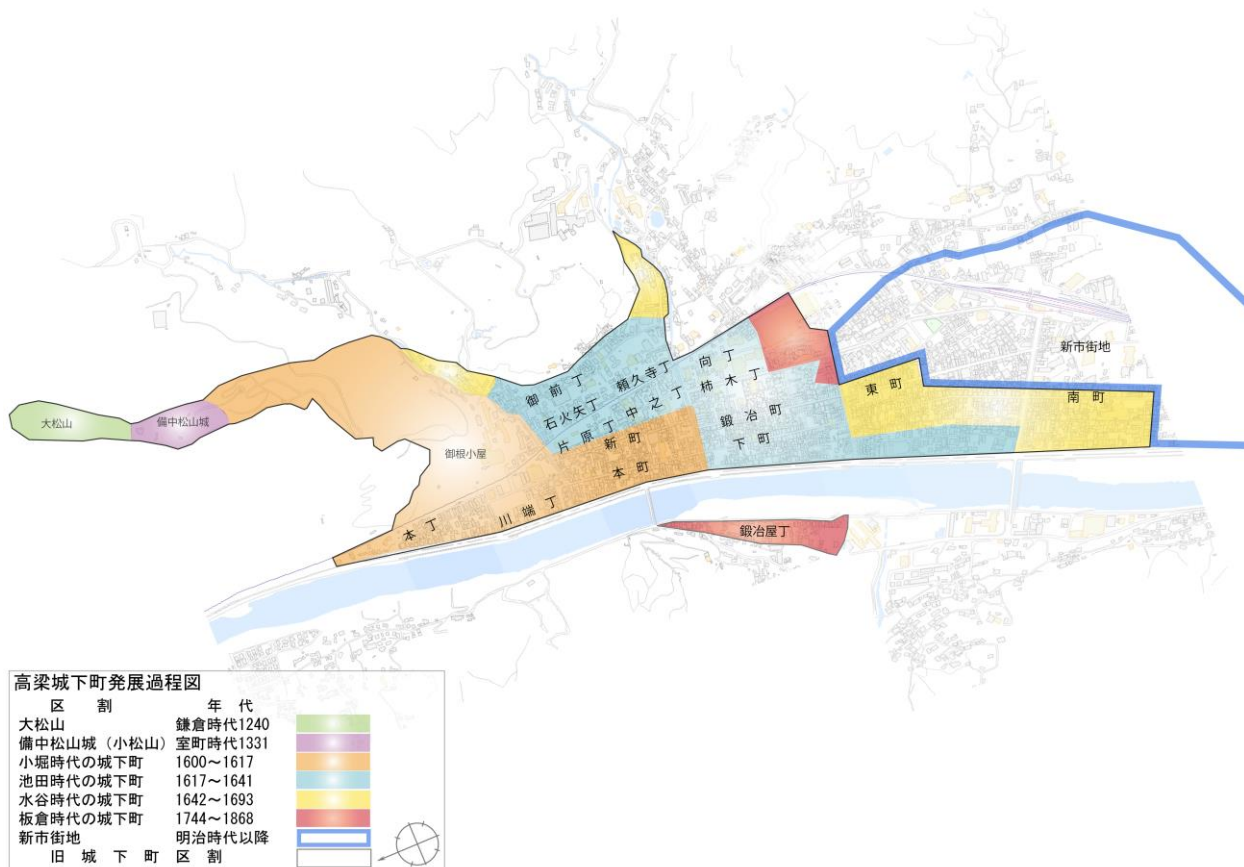 大松山
備中松山城
御根小屋
御前丁
石火矢丁
頼久寺丁
向丁
片原丁
中之丁
柿木丁
新町
鍛冶町
本町
下町
本丁
川端丁
東町
南町
新市街地
鍛冶屋丁
高梁城下町発展過程図
区割 年代
大松山 鎌倉時代1240
備中松山城（小松山） 室町時代1331
小堀時代の城下町 1600～1617
池田時代の城下町 1617～1641
水谷時代の城下町 1642～1693
板倉時代の城下町 1744～1868
新市街地 明治時代以降
旧城下町区割